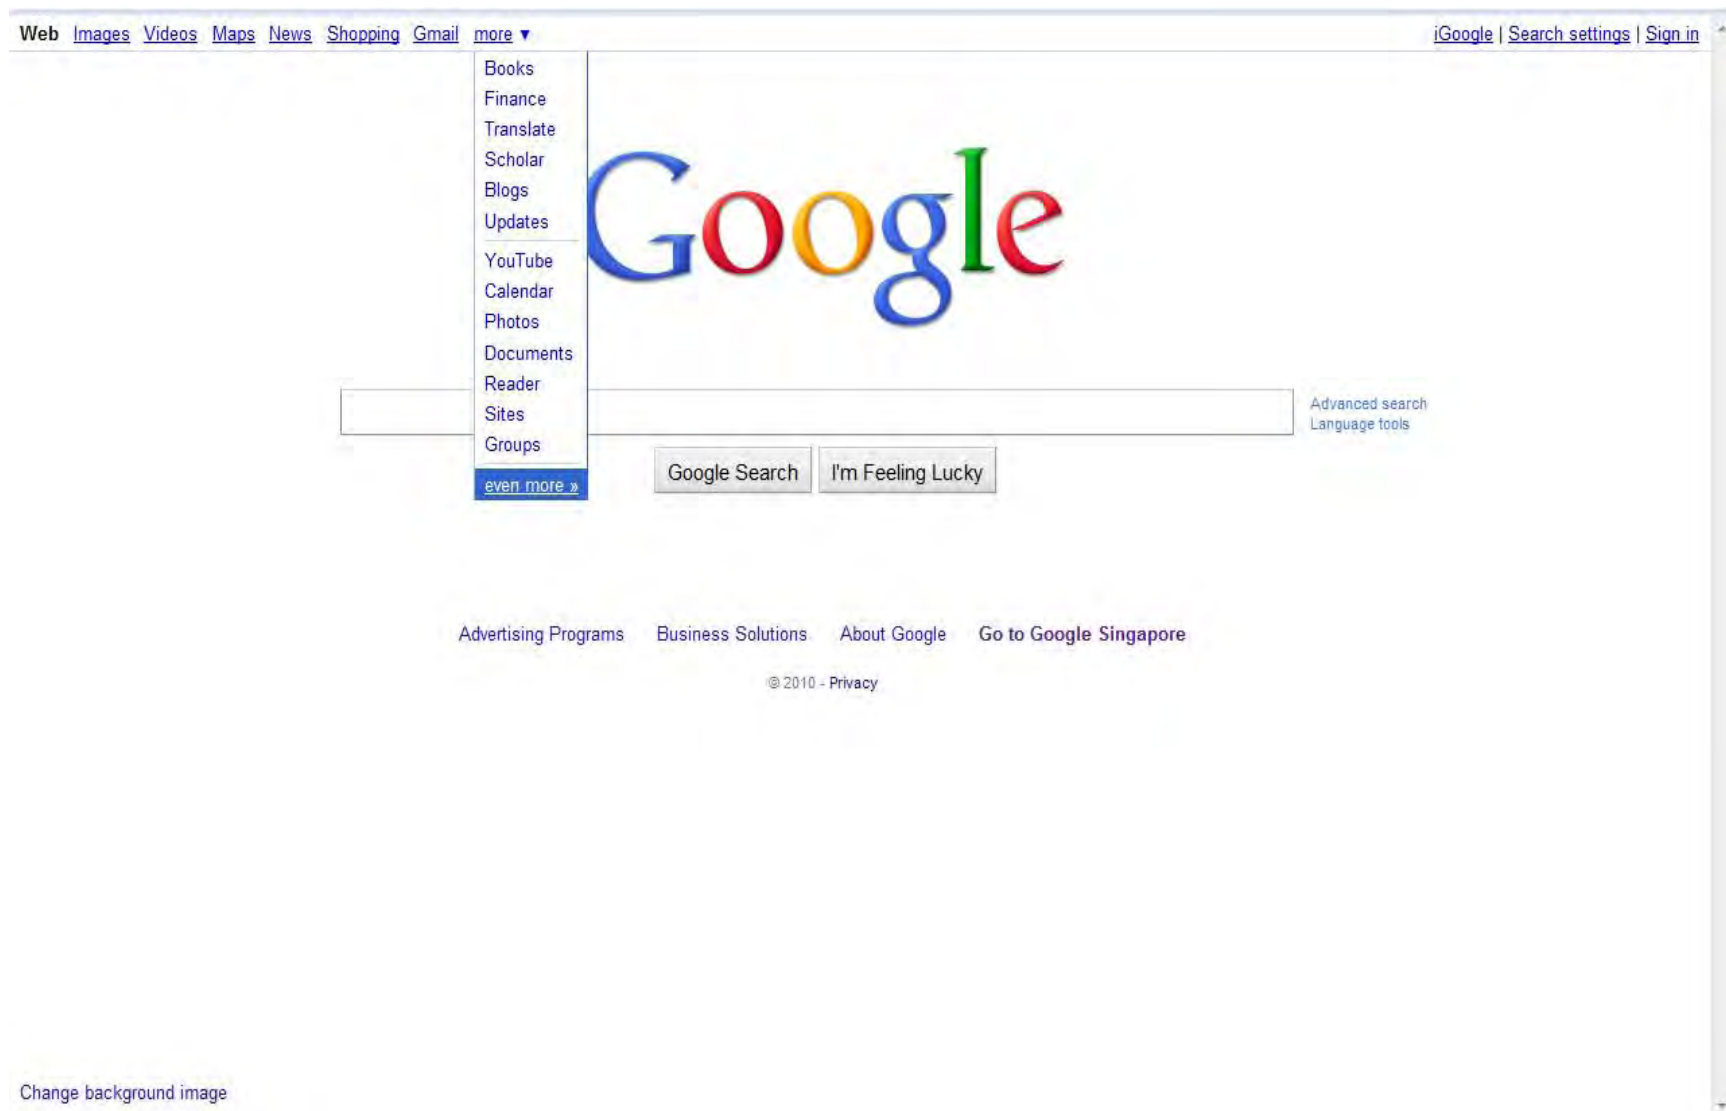 Web Images Videos Maps News Shopping Gmail more ▼ iGoogle | Search settings | Sign in
Books
Finance
Translate
Scholar
Blogs
Updates
YouTube
Calendar
Photos
Documents
Reader
Sites
Groups
even more »
Google
Advanced search
Language tools
Google Search I'm Feeling Lucky
Advertising Programs Business Solutions About Google Go to Google Singapore
© 2010 - Privacy
Change background image